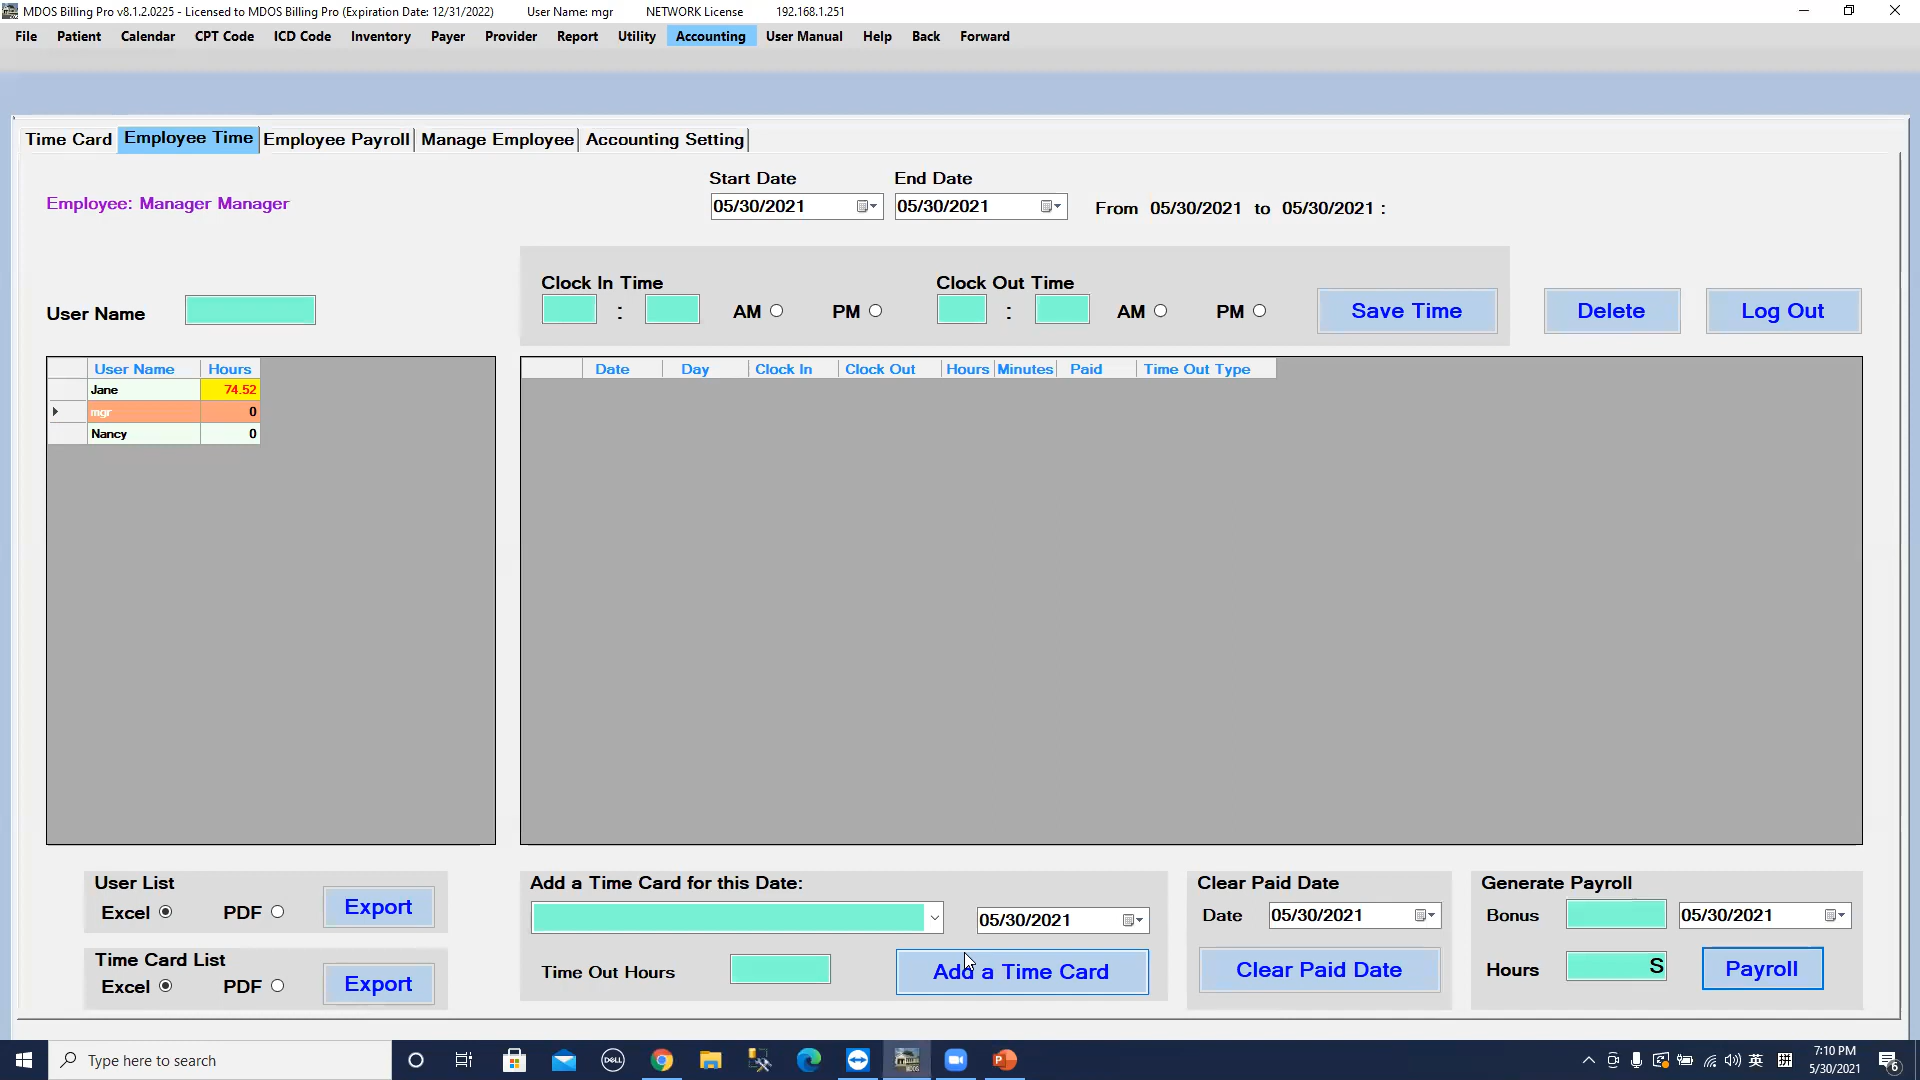 MDOS Billing Pro v8.1.2.0225 - Licensed to MDOS Billing Pro (Expiration Date: 12/31/2022) User Name: mgr NETWORK License 192.168.1.251
File Patient Calendar CPT Code ICD Code Inventory Payer Provider Report Utility Accounting User Manual Help Back Forward
Time Card Employee Time Employee Payroll Manage Employee Accounting Setting
Start Date End Date
Employee: Manager Manager 05/30/2021 05/30/2021 From 05/30/2021 to 05/30/2021 :
Clock In Time Clock Out Time
User Name : AM PM : AM PM Save Time Delete Log Out
User Name Hours Date Day Clock In Clock Out Hours Minutes Paid Time Out Type
Jane 74.52
mgr 0
Nancy 0
User List Add a Time Card for this Date: Clear Paid Date Generate Payroll
Excel PDF Export 05/30/2021 Date 05/30/2021 Bonus 05/30/2021
Time Card List Time Out Hours Add a Time Card Clear Paid Date Hours S Payroll
Excel PDF Export
Type here to search DELL MDOS 英 拼 7:10 PM
5/30/2021 6